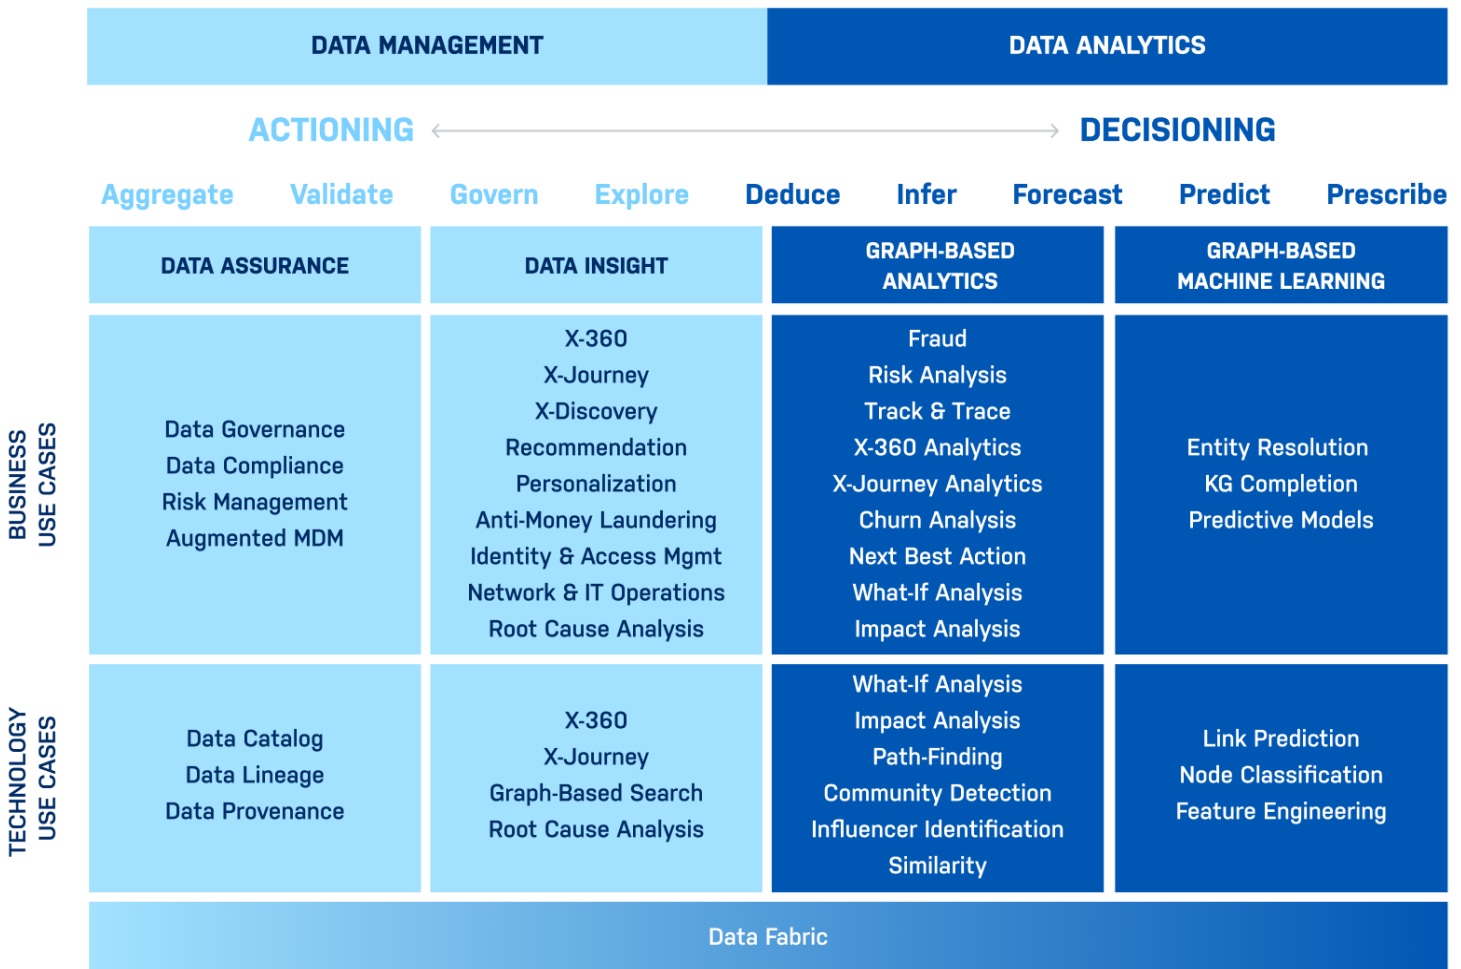 DATA MANAGEMENT
DATA ANALYTICS
ACTIONING
DECISIONING
Aggregate Validate Govern Explore Deduce Infer Forecast Predict Prescribe
DATA ASSURANCE
DATA INSIGHT
GRAPH-BASED
ANALYTICS
GRAPH-BASED
MACHINE LEARNING
BUSINESS
USE CASES
Data Governance
Data Compliance
Risk Management
Augmented MDM
X-360
X-Journey
X-Discovery
Recommendation
Personalization
Anti-Money Laundering
Identity & Access Mgmt
Network & IT Operations
Root Cause Analysis
Fraud
Risk Analysis
Track & Trace
X-360 Analytics
X-Journey Analytics
Churn Analysis
Next Best Action
What-If Analysis
Impact Analysis
Entity Resolution
KG Completion
Predictive Models
TECHNOLOGY
USE CASES
Data Catalog
Data Lineage
Data Provenance
X-360
X-Journey
Graph-Based Search
Root Cause Analysis
What-If Analysis
Impact Analysis
Path-Finding
Community Detection
Influencer Identification
Similarity
Link Prediction
Node Classification
Feature Engineering
Data Fabric